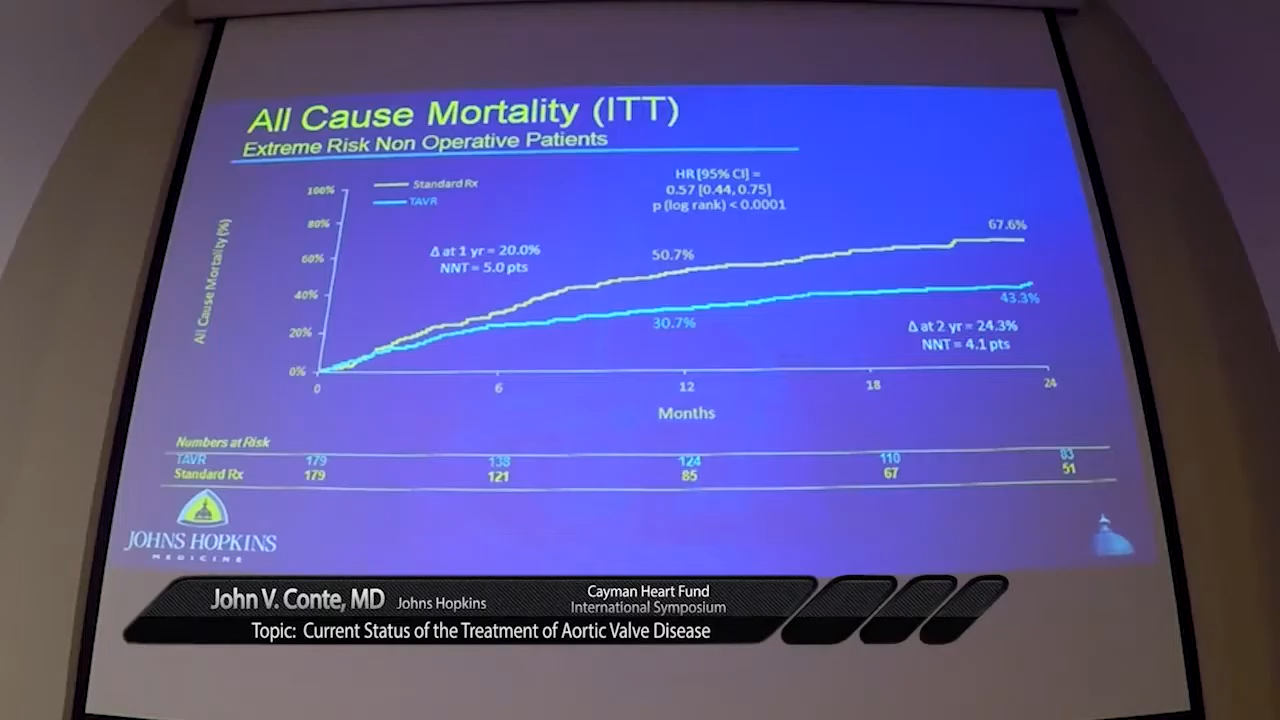 All Cause Mortality (ITT)
Extreme Risk Non Operative Patients
100%
80%
60%
40%
20%
0%
All Cause Mortality (%)
Standard Rx
TAVR
HR [95% CI] =
0.57 [0.44, 0.75]
p (log rank) < 0.0001
Δ at 1 yr = 20.0%
NNT = 5.0 pts
50.7%
67.6%
30.7%
43.3%
Δ at 2 yr = 24.3%
NNT = 4.1 pts
0 6 12 18 24
Months
Numbers at Risk
TAVR 179 138 124 110 83
Standard Rx 179 121 85 67 51
JOHNS HOPKINS
MEDICINE
John V. Conte, MD Johns Hopkins
Cayman Heart Fund
International Symposium
Topic: Current Status of the Treatment of Aortic Valve Disease